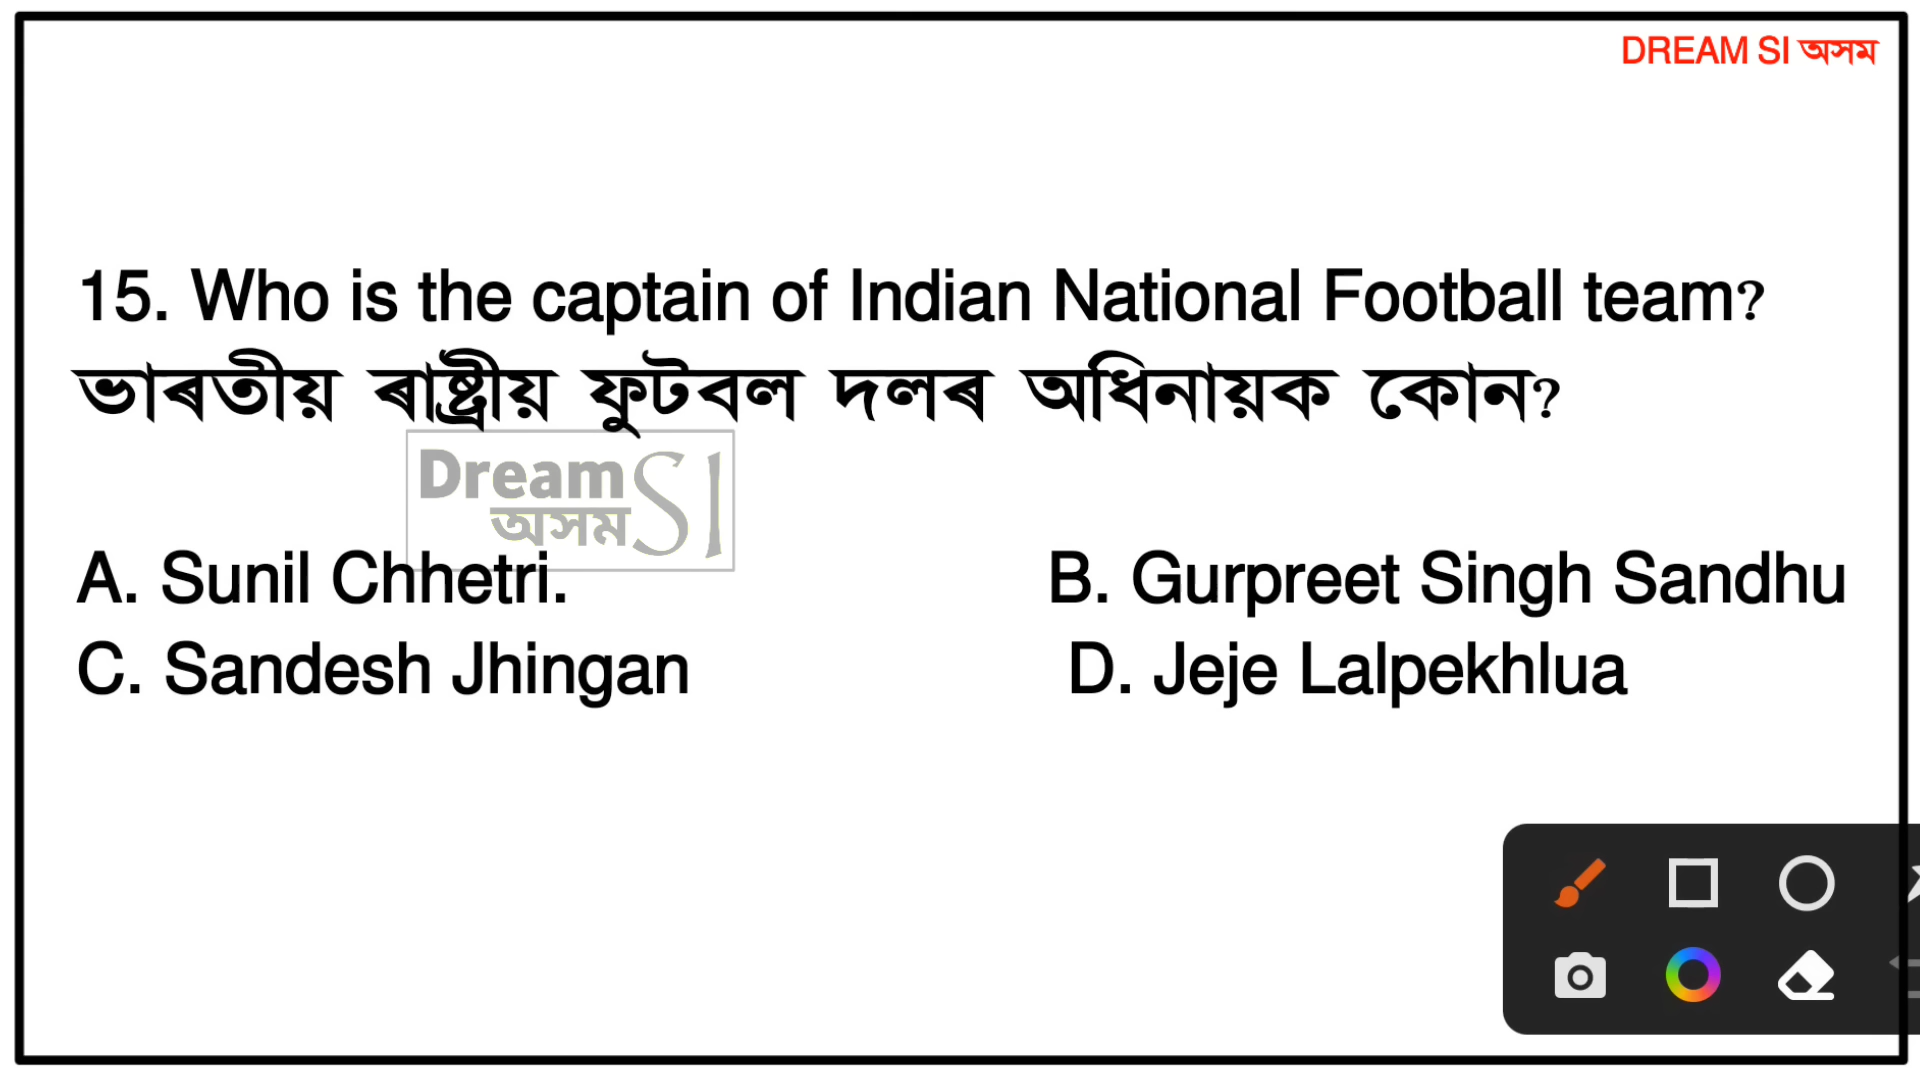 DREAM SI অসম
15. Who is the captain of Indian National Football team?
ভাৰতীয় ৰাষ্ট্ৰীয় ফুটবল দলৰ অধিনায়ক কোন?
Dream SI
অসম
A. Sunil Chhetri. B. Gurpreet Singh Sandhu
C. Sandesh Jhingan D. Jeje Lalpekhlua